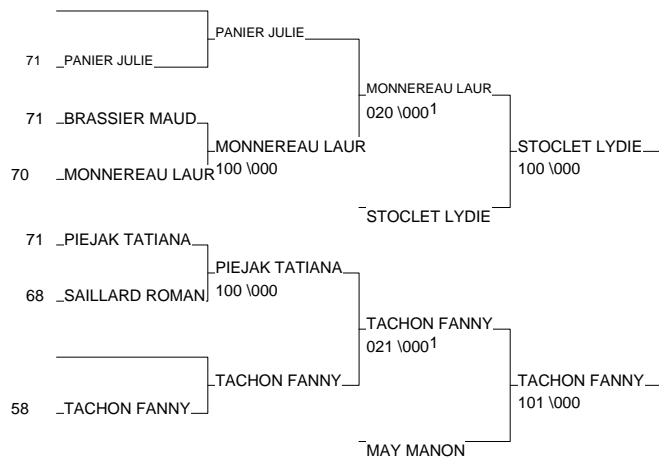 PANIER JULIE
71 PANIER JULIE
MONNEREAU LAUR
020 \000 1
71 BRASSIER MAUD
MONNEREAU LAUR
100 \000
STOCLET LYDIE
100 \000
70 MONNEREAU LAUR
STOCLET LYDIE
71 PIEJAK TATIANA
PIEJAK TATIANA
100 \000
68 SAILLARD ROMAN
TACHON FANNY
021 \000 1
TACHON FANNY
TACHON FANNY
101 \000
58 TACHON FANNY
MAY MANON